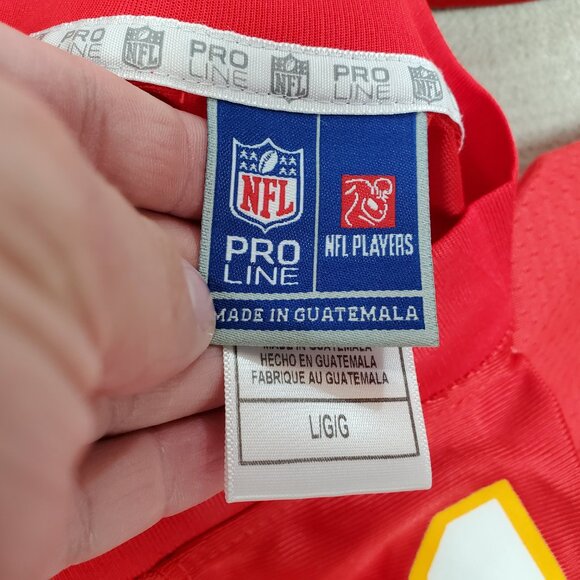 PRO LINE NFL PRO LINE NFL PRO LINE NFL
NFL
PRO LINE
NFL PLAYERS
MADE IN GUATEMALA
MADE IN GUATEMALA
HECHO EN GUATEMALA
FABRIQUE AU GUATEMALA
L/G/G